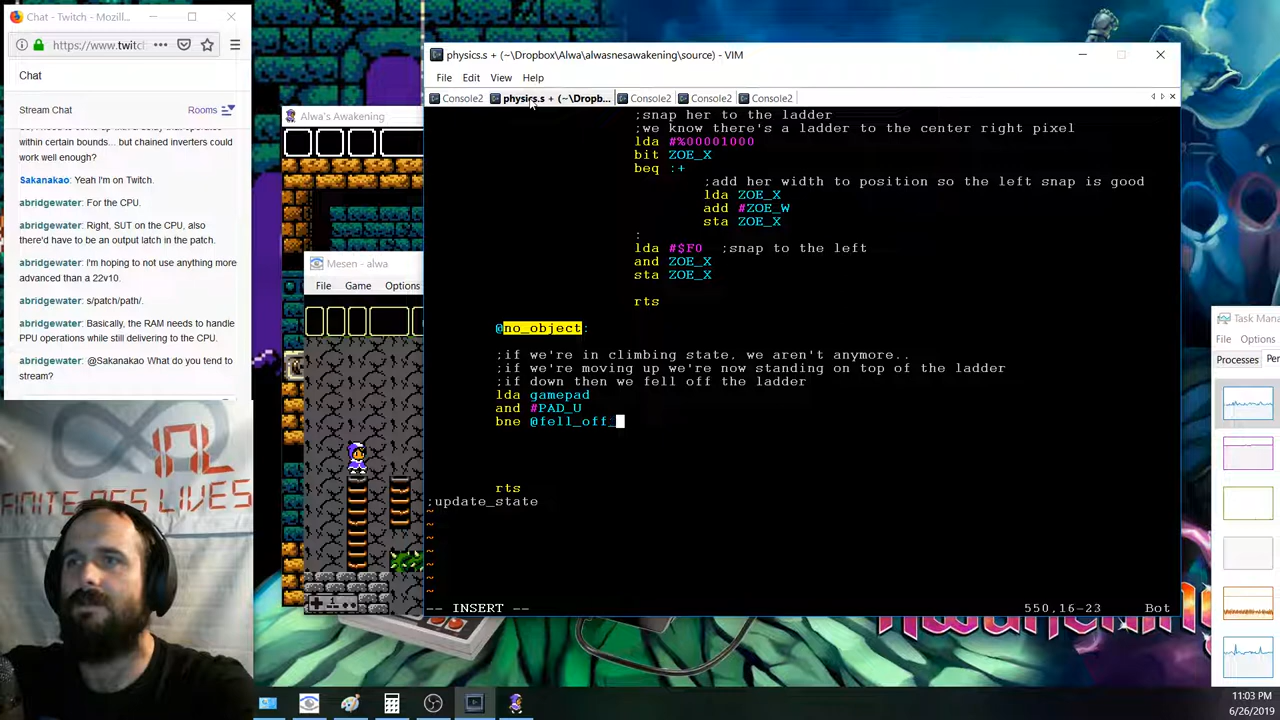 Chat - Twitch - Mozill...
https://www.twitcl
Chat
Stream Chat
Rooms
within certain bounds... but chained inverters could
work well enough?
Sakanakao: Yeah I'm on Twitch.
abridgewater: For the CPU.
abridgewater: Right, SUT on the CPU, also
there'd have to be an output latch in the patch.
abridgewater: I'm hoping to not use anything more
advanced than a 22v10.
abridgewater: s/patch/path/.
abridgewater: Basically, the RAM needs to handle
PPU operations while still delivering to the CPU.
abridgewater: @Sakanakao What do you tend to
stream?
FINITE
LIVES
Alwa's Awakening
Mesen - alwa
File Game Options
physics.s + (~\Dropbox\Alwa\alwasnesawakening\source) - VIM
File Edit View Help
Console2
physics.s + (~\Dropb...
Console2
Console2
Console2
;snap her to the ladder
;we know there's a ladder to the center right pixel
lda #%00001000
bit ZOE_X
beq :+
;add her width to position so the left snap is good
lda ZOE_X
add #ZOE_W
sta ZOE_X
:
lda #$F0 ;snap to the left
and ZOE_X
sta ZOE_X
rts
@no_object:
;if we're in climbing state, we aren't anymore..
;if we're moving up we're now standing on top of the ladder
;if down then we fell off the ladder
lda gamepad
and #PAD_U
bne @fell_off_
rts
;update_state
~
~
~
~
~
~
~
-- INSERT --
550,16-23
Bot
Task Man
File Options
Processes
11:03 PM
6/26/2019